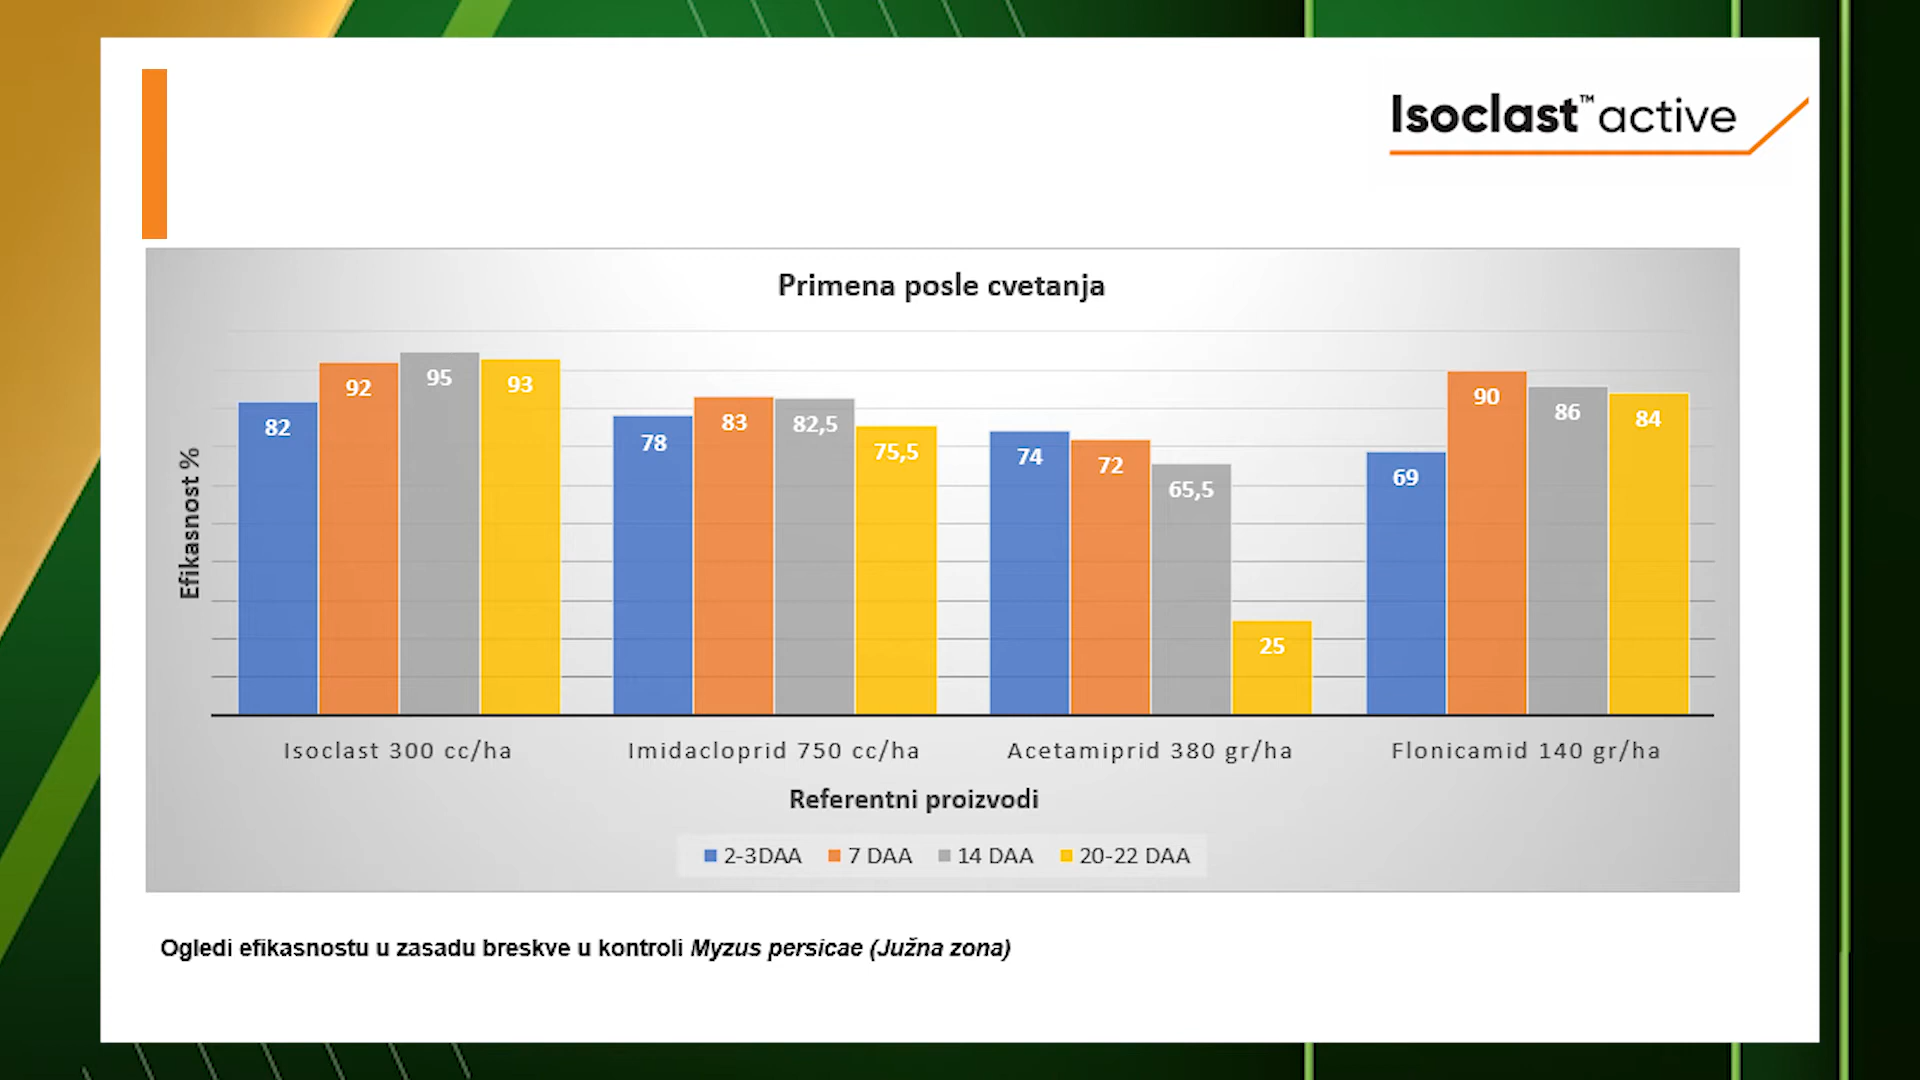 Isoclast™ active
Primena posle cvetanja
Efikasnost %
82 92 95 93 78 83 82,5 75,5 74 72 65,5 25 69 90 86 84
Isoclast 300 cc/ha Imidacloprid 750 cc/ha Acetamiprid 380 gr/ha Flonicamid 140 gr/ha
Referentni proizvodi
2-3DAA 7 DAA 14 DAA 20-22 DAA
Ogledi efikasnostu u zasadu breskve u kontroli Myzus persicae (Južna zona)